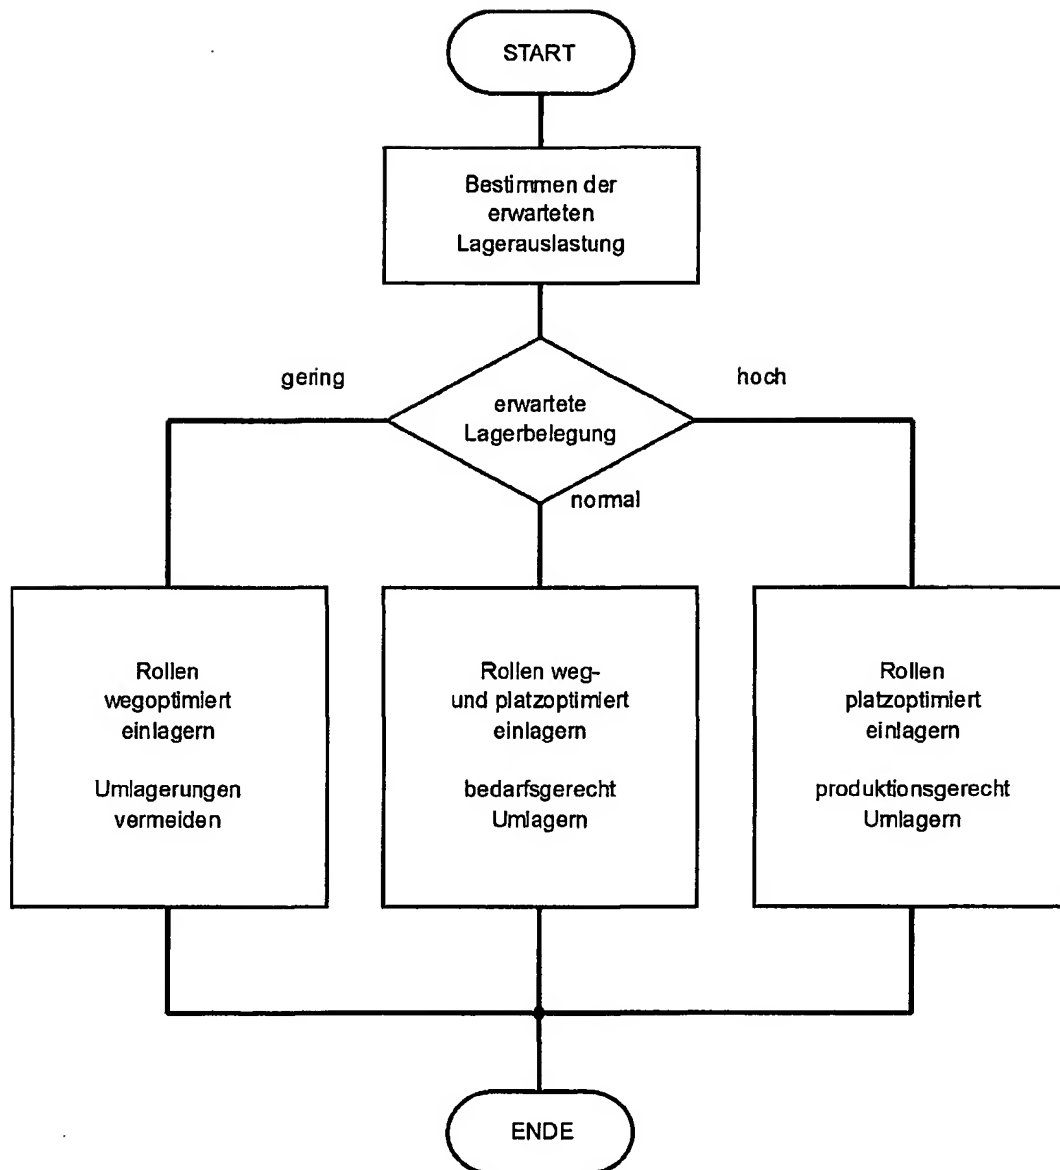 START
Bestimmen der
erwarteten
Lagerauslastung
gering
hoch
erwartete
Lagerbelegung
normal
Rollen
wegoptimiert
einlagern
Umlagerungen
vermeiden
Rollen weg-
und platzoptimiert
einlagern
bedarfsgerecht
Umlagern
Rollen
platzoptimiert
einlagern
produktionsgerecht
Umlagern
ENDE